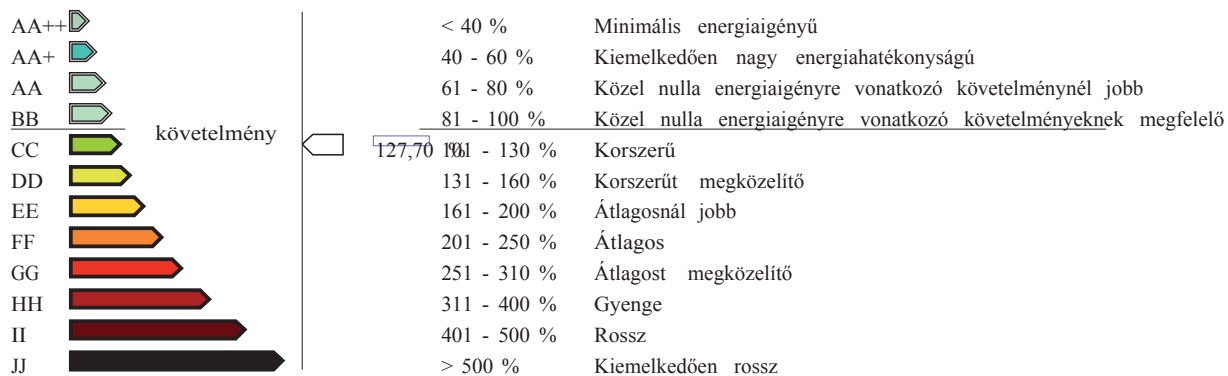 AA++ < 40 % Minimális energiaigényű
AA+ 40 - 60 % Kiemelkedően nagy energiahatékonyságú
AA 61 - 80 % Közel nulla energiaigényre vonatkozó követelménynél jobb
BB 81 - 100 % Közel nulla energiaigényre vonatkozó követelményeknek megfelelő
követelmény
CC 127,70 % 101 - 130 % Korszerű
DD 131 - 160 % Korszerűt megközelítő
EE 161 - 200 % Átlagosnál jobb
FF 201 - 250 % Átlagos
GG 251 - 310 % Átlagost megközelítő
HH 311 - 400 % Gyenge
II 401 - 500 % Rossz
JJ > 500 % Kiemelkedően rossz